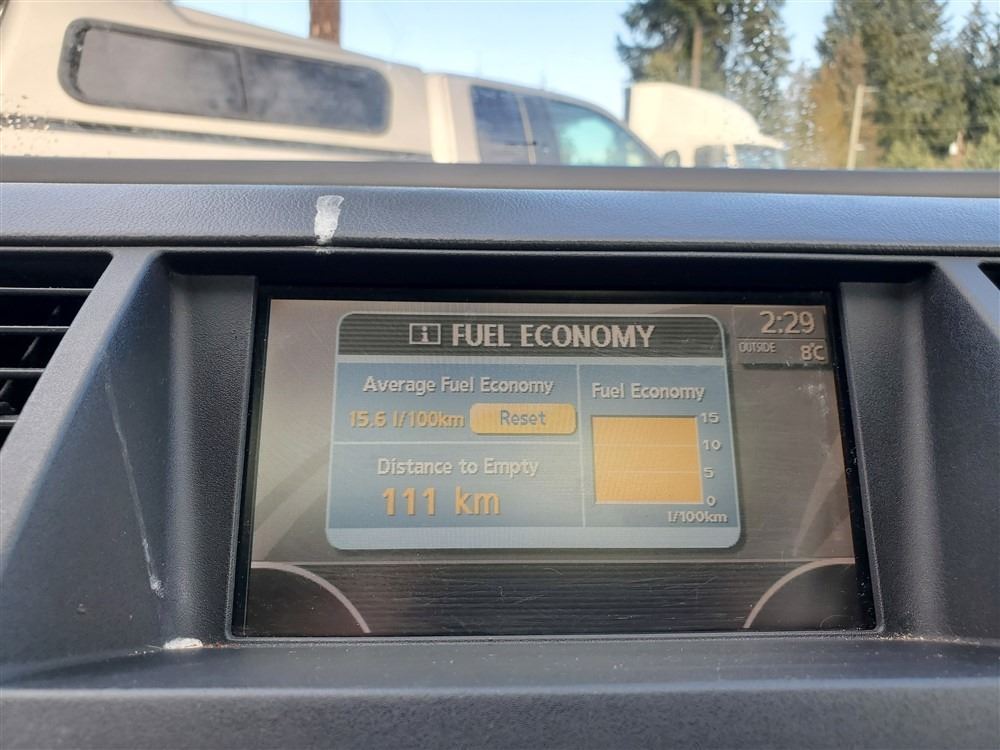 i FUEL ECONOMY
2:29
OUTSIDE 8°C
Average Fuel Economy
15.6 l/100km Reset
Distance to Empty
111 km
Fuel Economy
15
10
5
0
l/100km